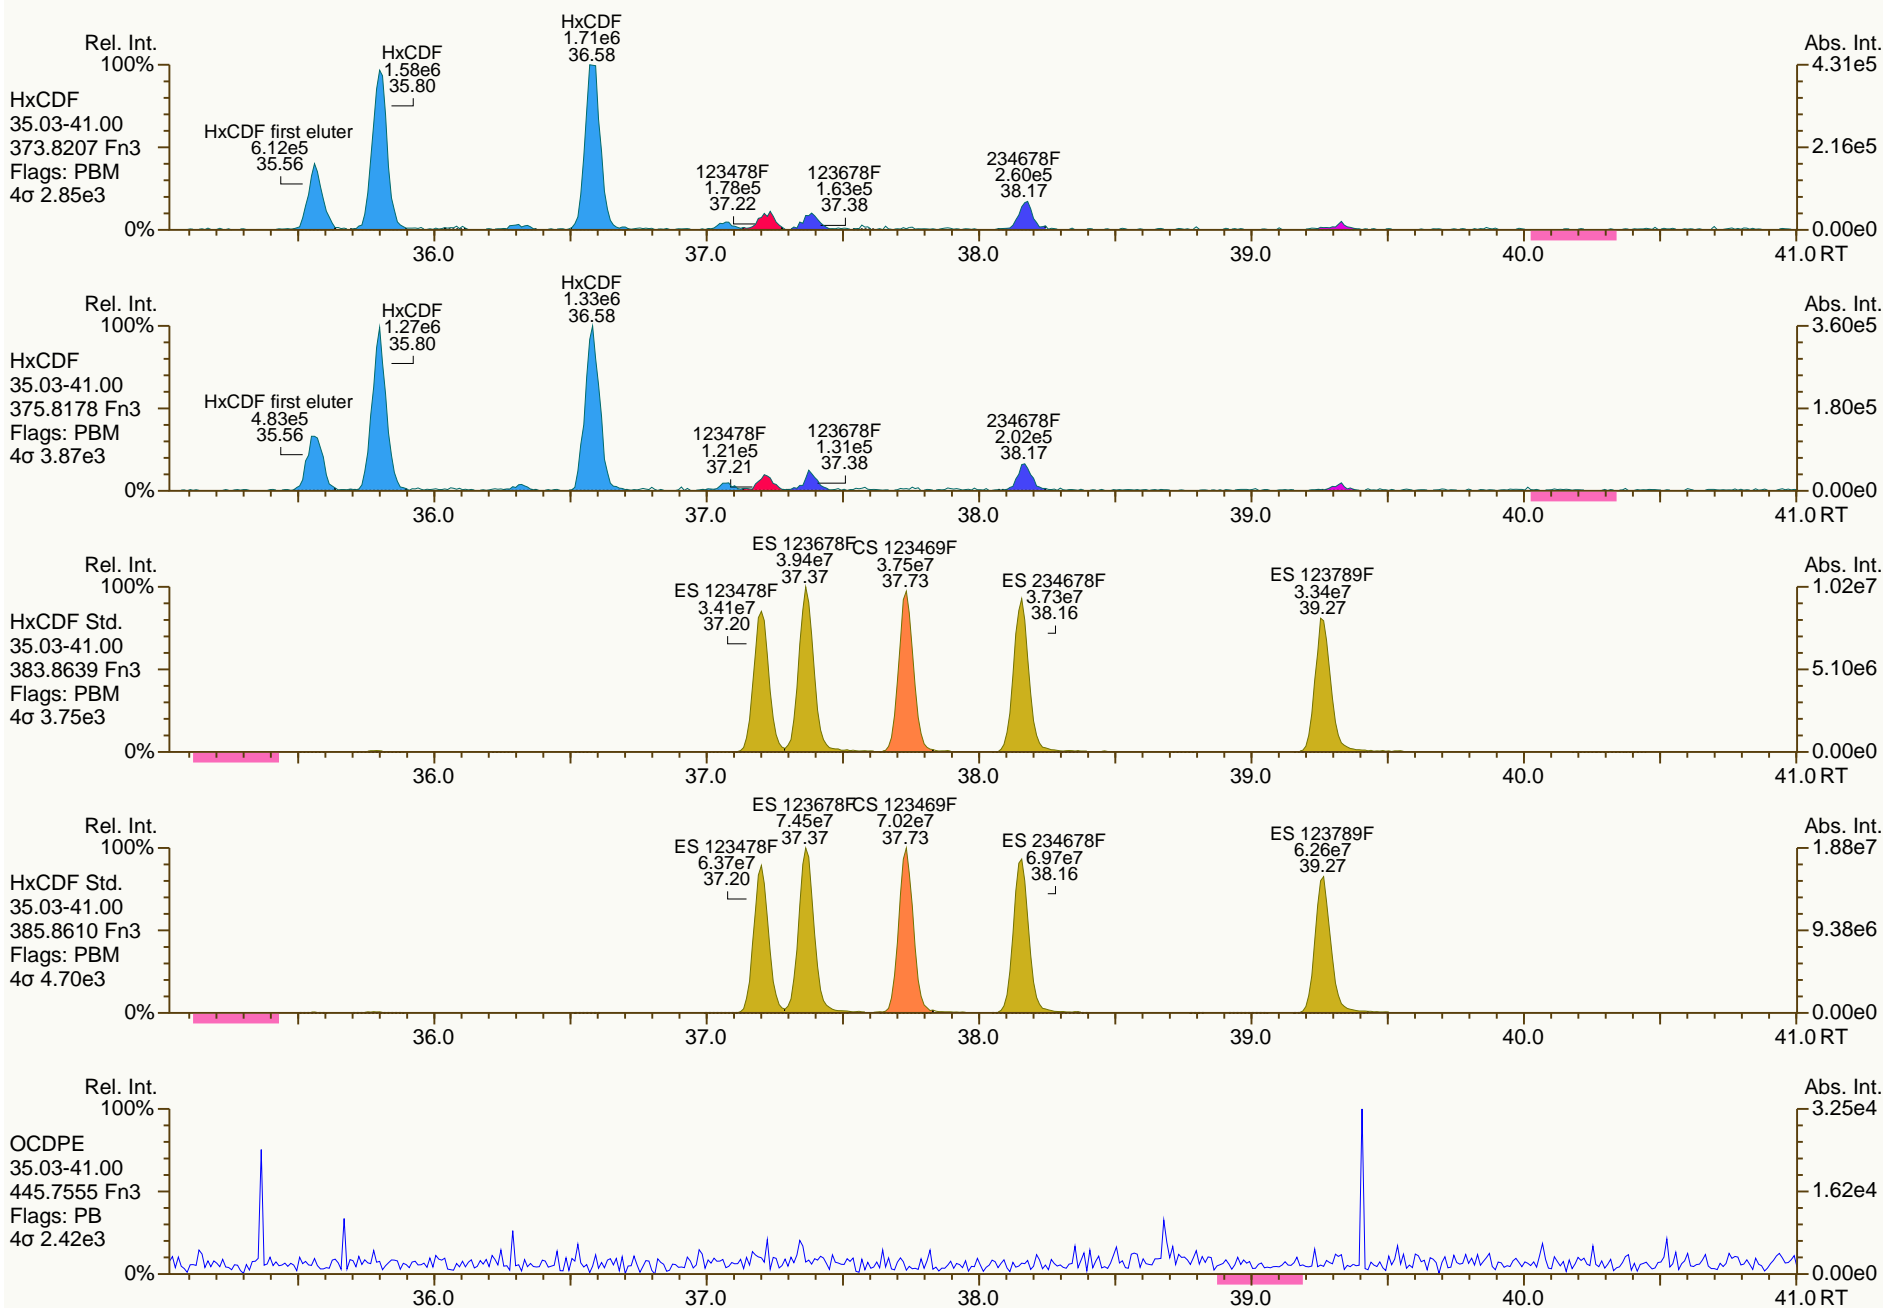 Rel. Int.
100%
0%
HxCDF
35.03-41.00
373.8207 Fn3
Flags: PBM
4σ 2.85e3
HxCDF first eluter
6.12e5
35.56
HxCDF
1.58e6
35.80
HxCDF
1.71e6
36.58
123478F
1.78e5
37.22
123678F
1.63e5
37.38
234678F
2.60e5
38.17
Abs. Int.
4.31e5
2.16e5
0.00e0
36.0 37.0 38.0 39.0 40.0 41.0 RT
Rel. Int.
100%
0%
HxCDF
35.03-41.00
375.8178 Fn3
Flags: PBM
4σ 3.87e3
HxCDF first eluter
4.83e5
35.56
HxCDF
1.27e6
35.80
HxCDF
1.33e6
36.58
123478F
1.21e5
37.21
123678F
1.31e5
37.38
234678F
2.02e5
38.17
Abs. Int.
3.60e5
1.80e5
0.00e0
36.0 37.0 38.0 39.0 40.0 41.0 RT
Rel. Int.
100%
0%
HxCDF Std.
35.03-41.00
383.8639 Fn3
Flags: PBM
4σ 3.75e3
ES 123478F
3.41e7
37.20
ES 123678F
3.94e7
37.37
CS 123469F
3.75e7
37.73
ES 234678F
3.73e7
38.16
ES 123789F
3.34e7
39.27
Abs. Int.
1.02e7
5.10e6
0.00e0
36.0 37.0 38.0 39.0 40.0 41.0 RT
Rel. Int.
100%
0%
HxCDF Std.
35.03-41.00
385.8610 Fn3
Flags: PBM
4σ 4.70e3
ES 123478F
6.37e7
37.20
ES 123678F
7.45e7
37.37
CS 123469F
7.02e7
37.73
ES 234678F
6.97e7
38.16
ES 123789F
6.26e7
39.27
Abs. Int.
1.88e7
9.38e6
0.00e0
36.0 37.0 38.0 39.0 40.0 41.0 RT
Rel. Int.
100%
0%
OCDPE
35.03-41.00
445.7555 Fn3
Flags: PB
4σ 2.42e3
Abs. Int.
3.25e4
1.62e4
0.00e0
36.0 37.0 38.0 39.0 40.0 41.0 RT